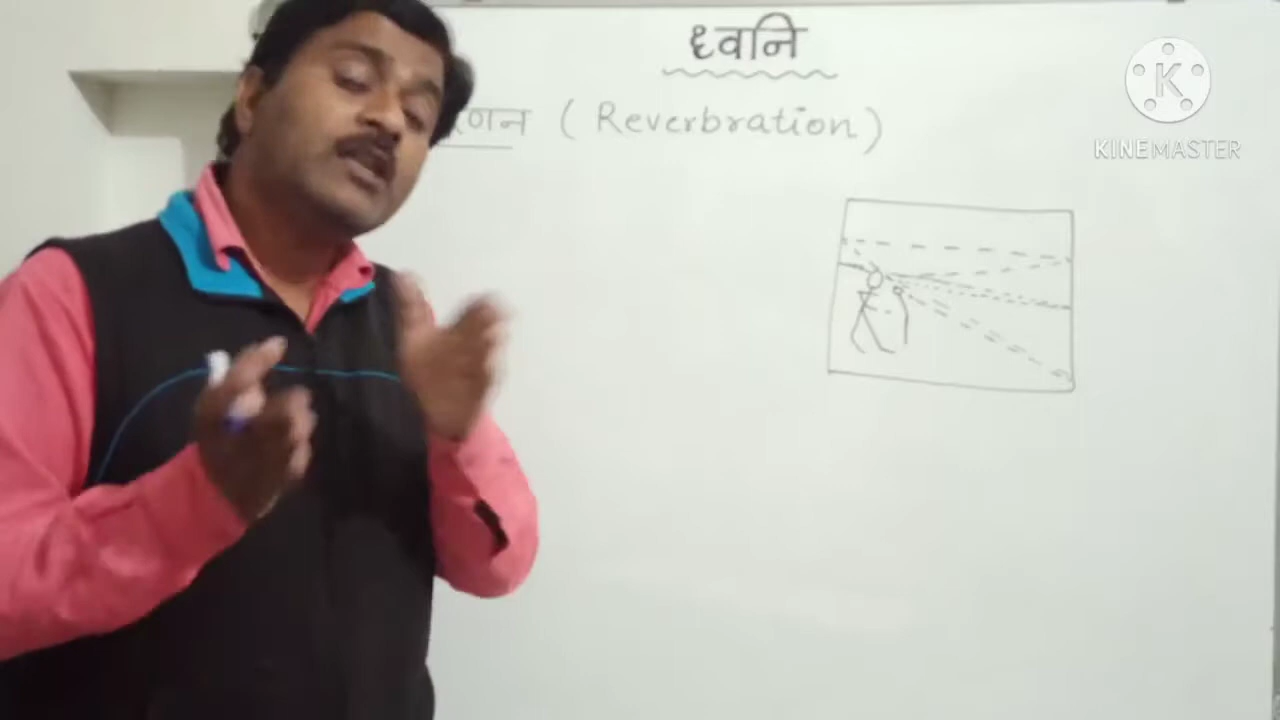 ध्वनि
( Reverbration )
K
KINEMASTER